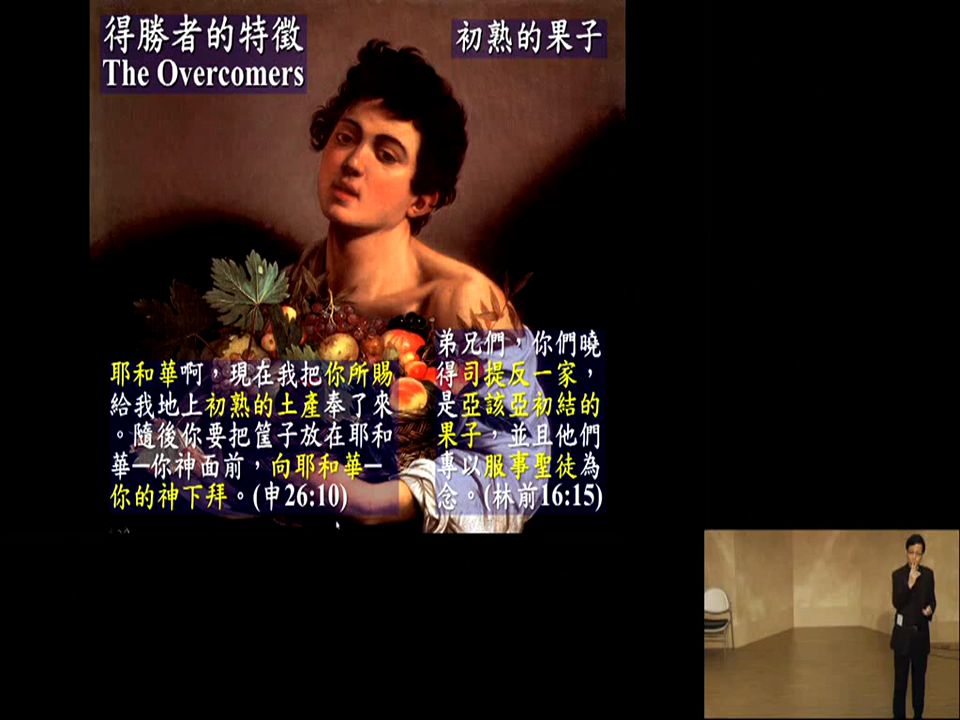 得勝者的特徵
The Overcomers
初熟的果子
耶和華啊，現在我把你所賜
給我地上初熟的土產奉了來
。隨後你要把筐子放在耶和
華─你神面前，向耶和華─
你的神下拜。(申26:10)
弟兄們，你們曉
得司提反一家，
是亞該亞初結的
果子，並且他們
專以服事聖徒為
念。(林前16:15)